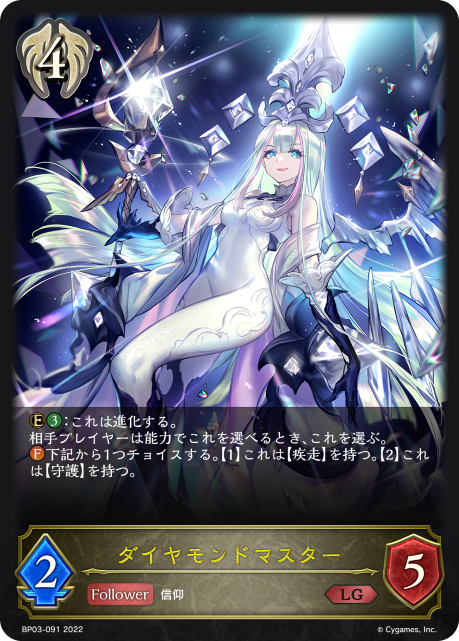 4
E 3：これは進化する。
相手プレイヤーは能力でこれを選べるとき、これを選ぶ。
F 下記から1つチョイスする。【1】これは【疾走】を持つ。【2】これ
は【守護】を持つ。
ダイヤモンドマスター
2
5
Follower 信仰
LG
BP03-091 2022
© Cygames, Inc.